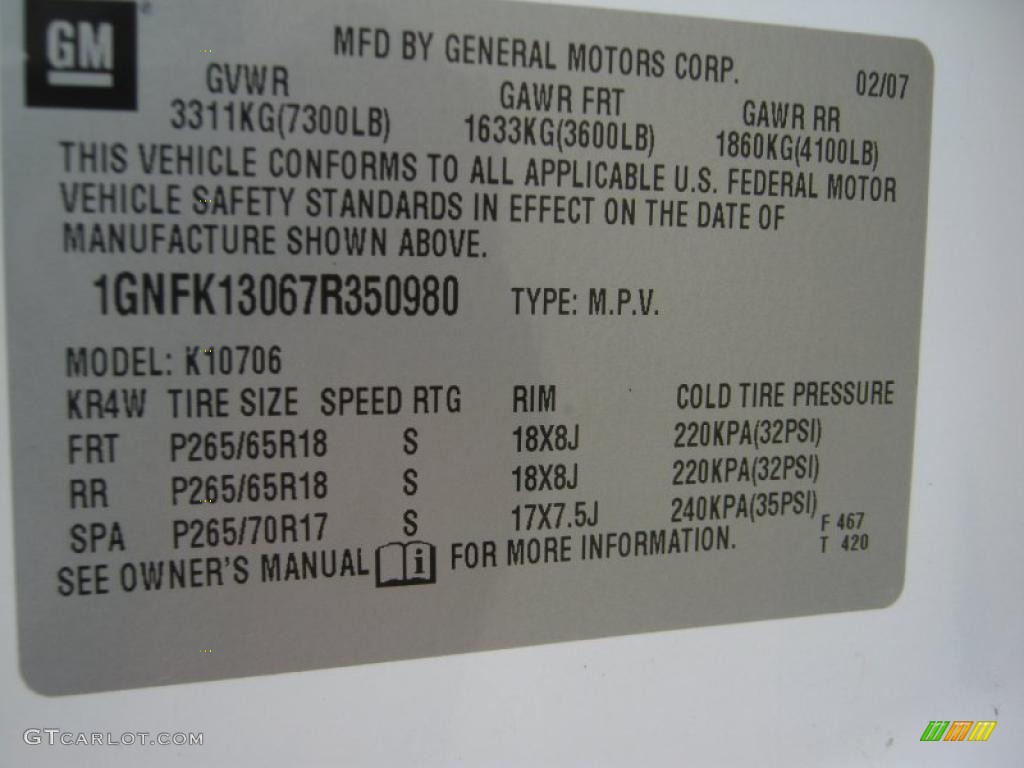 GM
MFD BY GENERAL MOTORS CORP.
02/07
GVWR GAWR FRT GAWR RR
3311KG(7300LB) 1633KG(3600LB) 1860KG(4100LB)
THIS VEHICLE CONFORMS TO ALL APPLICABLE U.S. FEDERAL MOTOR
VEHICLE SAFETY STANDARDS IN EFFECT ON THE DATE OF
MANUFACTURE SHOWN ABOVE.
1GNFK13067R350980 TYPE: M.P.V.
MODEL: K10706
KR4W TIRE SIZE SPEED RTG RIM COLD TIRE PRESSURE
FRT P265/65R18 S 18X8J 220KPA(32PSI)
RR P265/65R18 S 18X8J 220KPA(32PSI)
SPA P265/70R17 S 17X7.5J 240KPA(35PSI)
F 467
T 420
SEE OWNER'S MANUAL i FOR MORE INFORMATION.
GTCARLOT.COM